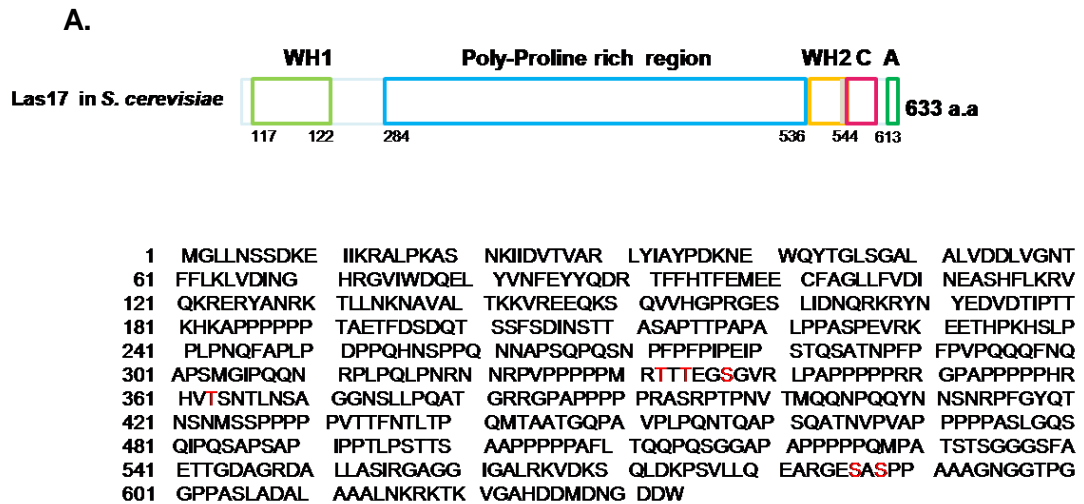 A.
WH1 Poly-Proline rich region WH2 C A
Las17 in S. cerevisiae 633 a.a
117 122 284 536 544 613
1 MGLLNSSDKE IIKRALPKAS NKIIDVTVAR LYIAYPDKNE WQYTGLSGAL ALVDDLVGNT
61 FFLKLVDING HRGVIWDQEL YVNFEYYQDR TFFHTFEMEE CFAGLLFVDI NEASHFLKRV
121 QKRERYANRK TLLNKNAVAL TKKVREEQKS QVVHGPRGES LIDNQRKRYN YEDVDTIPTT
181 KHKAPPPPPP TAETFDSDQT SSFSDINSTT ASAPTTPAPA LPPASPEVRK EETHPKHSLP
241 PLPNQFAPLP DPPQHNSPPQ NNAPSQPQSN PFPFPIPEIP STQSATNPFP FPVPQQQFNQ
301 APSMGIPQQN RPLPQLPNRN NRPVPPPPPM RTTTEGSGVR LPAPPPPPRR GPAPPPPPHR
361 HVTSNTLNSA GGNSLLPQAT GRRGPAPPPP PRASRPTPNV TMQQNPQQYN NSNRPFGYQT
421 NSNMSSPPPP PVTTFNTLTP QMTAATGQPA VPLPQNTQAP SQATNVPVAP PPPPASLGQS
481 QIPQSAPSAP IPPTLPSTTS AAPPPPPAFL TQQPQSGGAP APPPPPQMPA TSTSGGGSFA
541 ETTGDAGRDA LLASIRGAGG IGALRKVDKS QLDKPSVLLQ EARGESASPP AAAGNGGTPG
601 GPPASLADAL AAALNKRKTK VGAHDDMDNG DDW